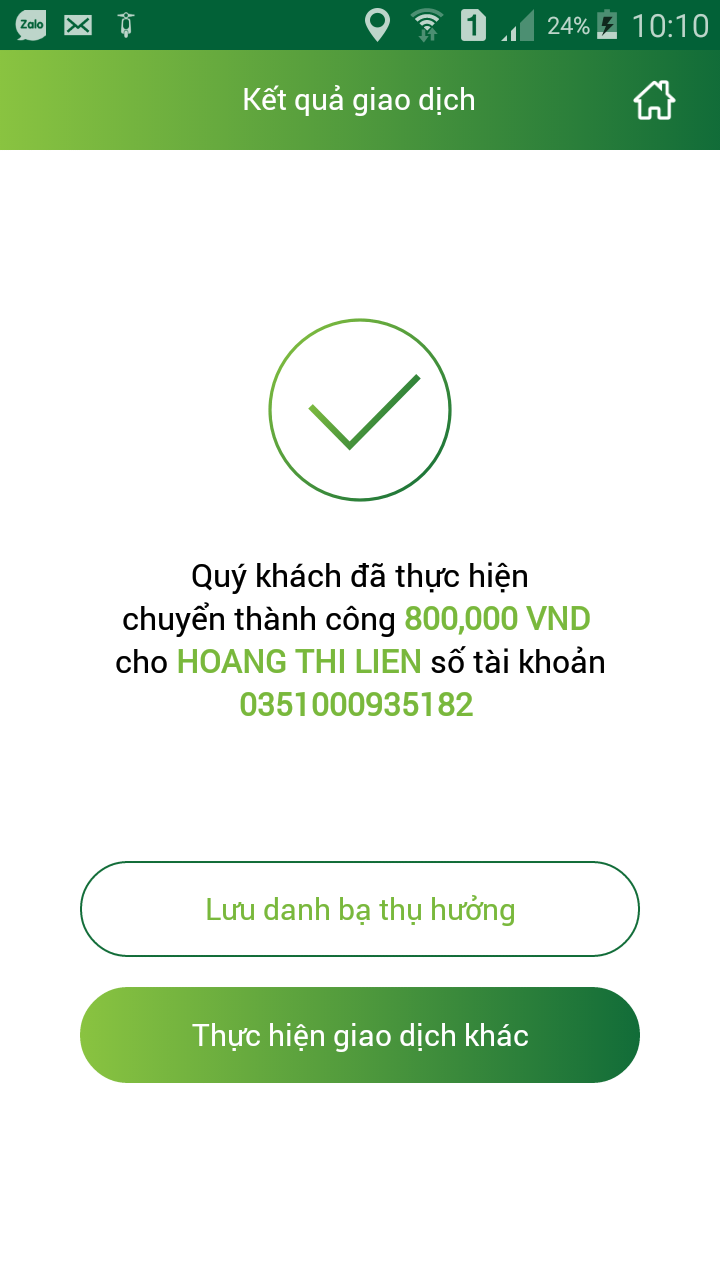 Zalo
1
24%
10:10
Kết quả giao dịch
Quý khách đã thực hiện
chuyển thành công 800,000 VND
cho HOANG THI LIEN số tài khoản
0351000935182
Lưu danh bạ thụ hưởng
Thực hiện giao dịch khác